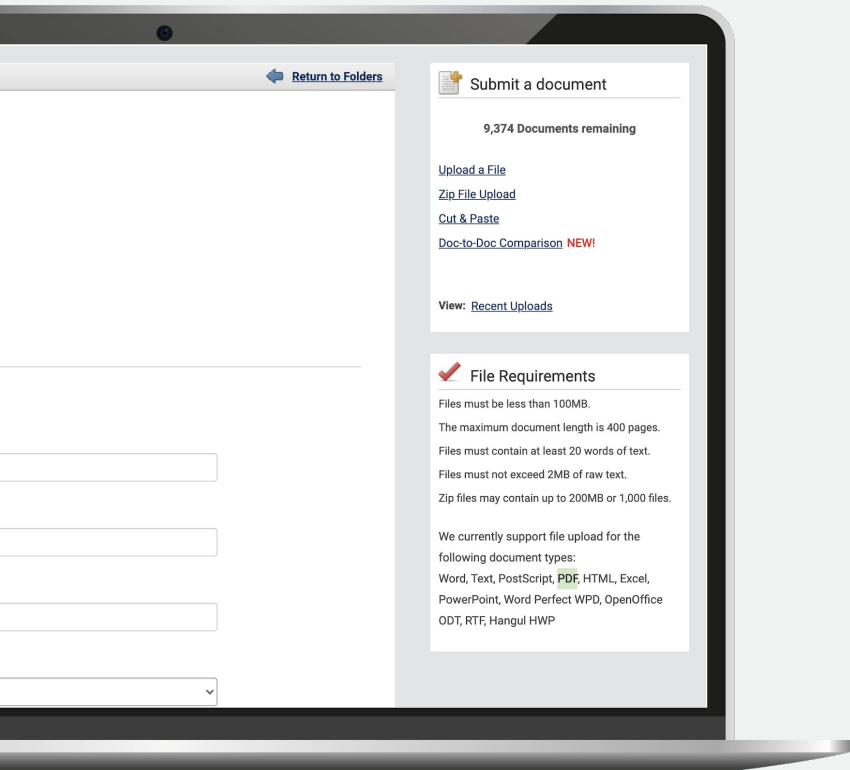 Return to Folders
Submit a document
9,374 Documents remaining
Upload a File
Zip File Upload
Cut & Paste
Doc-to-Doc Comparison NEW!
View: Recent Uploads
File Requirements
Files must be less than 100MB.
The maximum document length is 400 pages.
Files must contain at least 20 words of text.
Files must not exceed 2MB of raw text.
Zip files may contain up to 200MB or 1,000 files.
We currently support file upload for the
following document types:
Word, Text, PostScript, PDF, HTML, Excel,
PowerPoint, Word Perfect WPD, OpenOffice
ODT, RTF, Hangul HWP